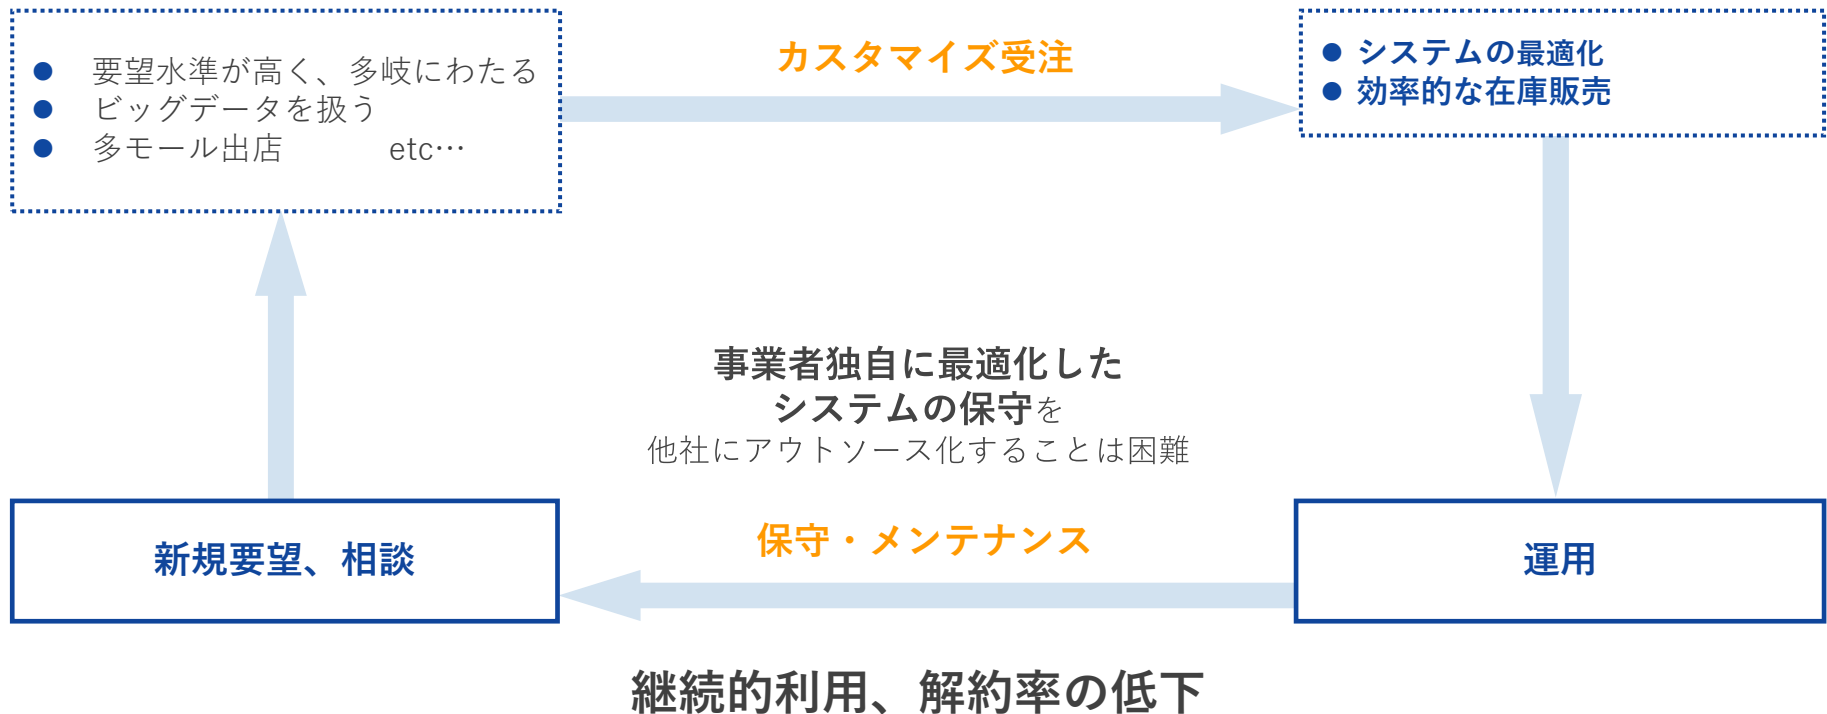 要望水準が高く、多岐にわたる
ビッグデータを扱う
多モール出店 etc…
カスタマイズ受注
システムの最適化
効率的な在庫販売
事業者独自に最適化した
システムの保守を
他社にアウトソース化することは困難
新規要望、相談
保守・メンテナンス
運用
継続的利用、解約率の低下